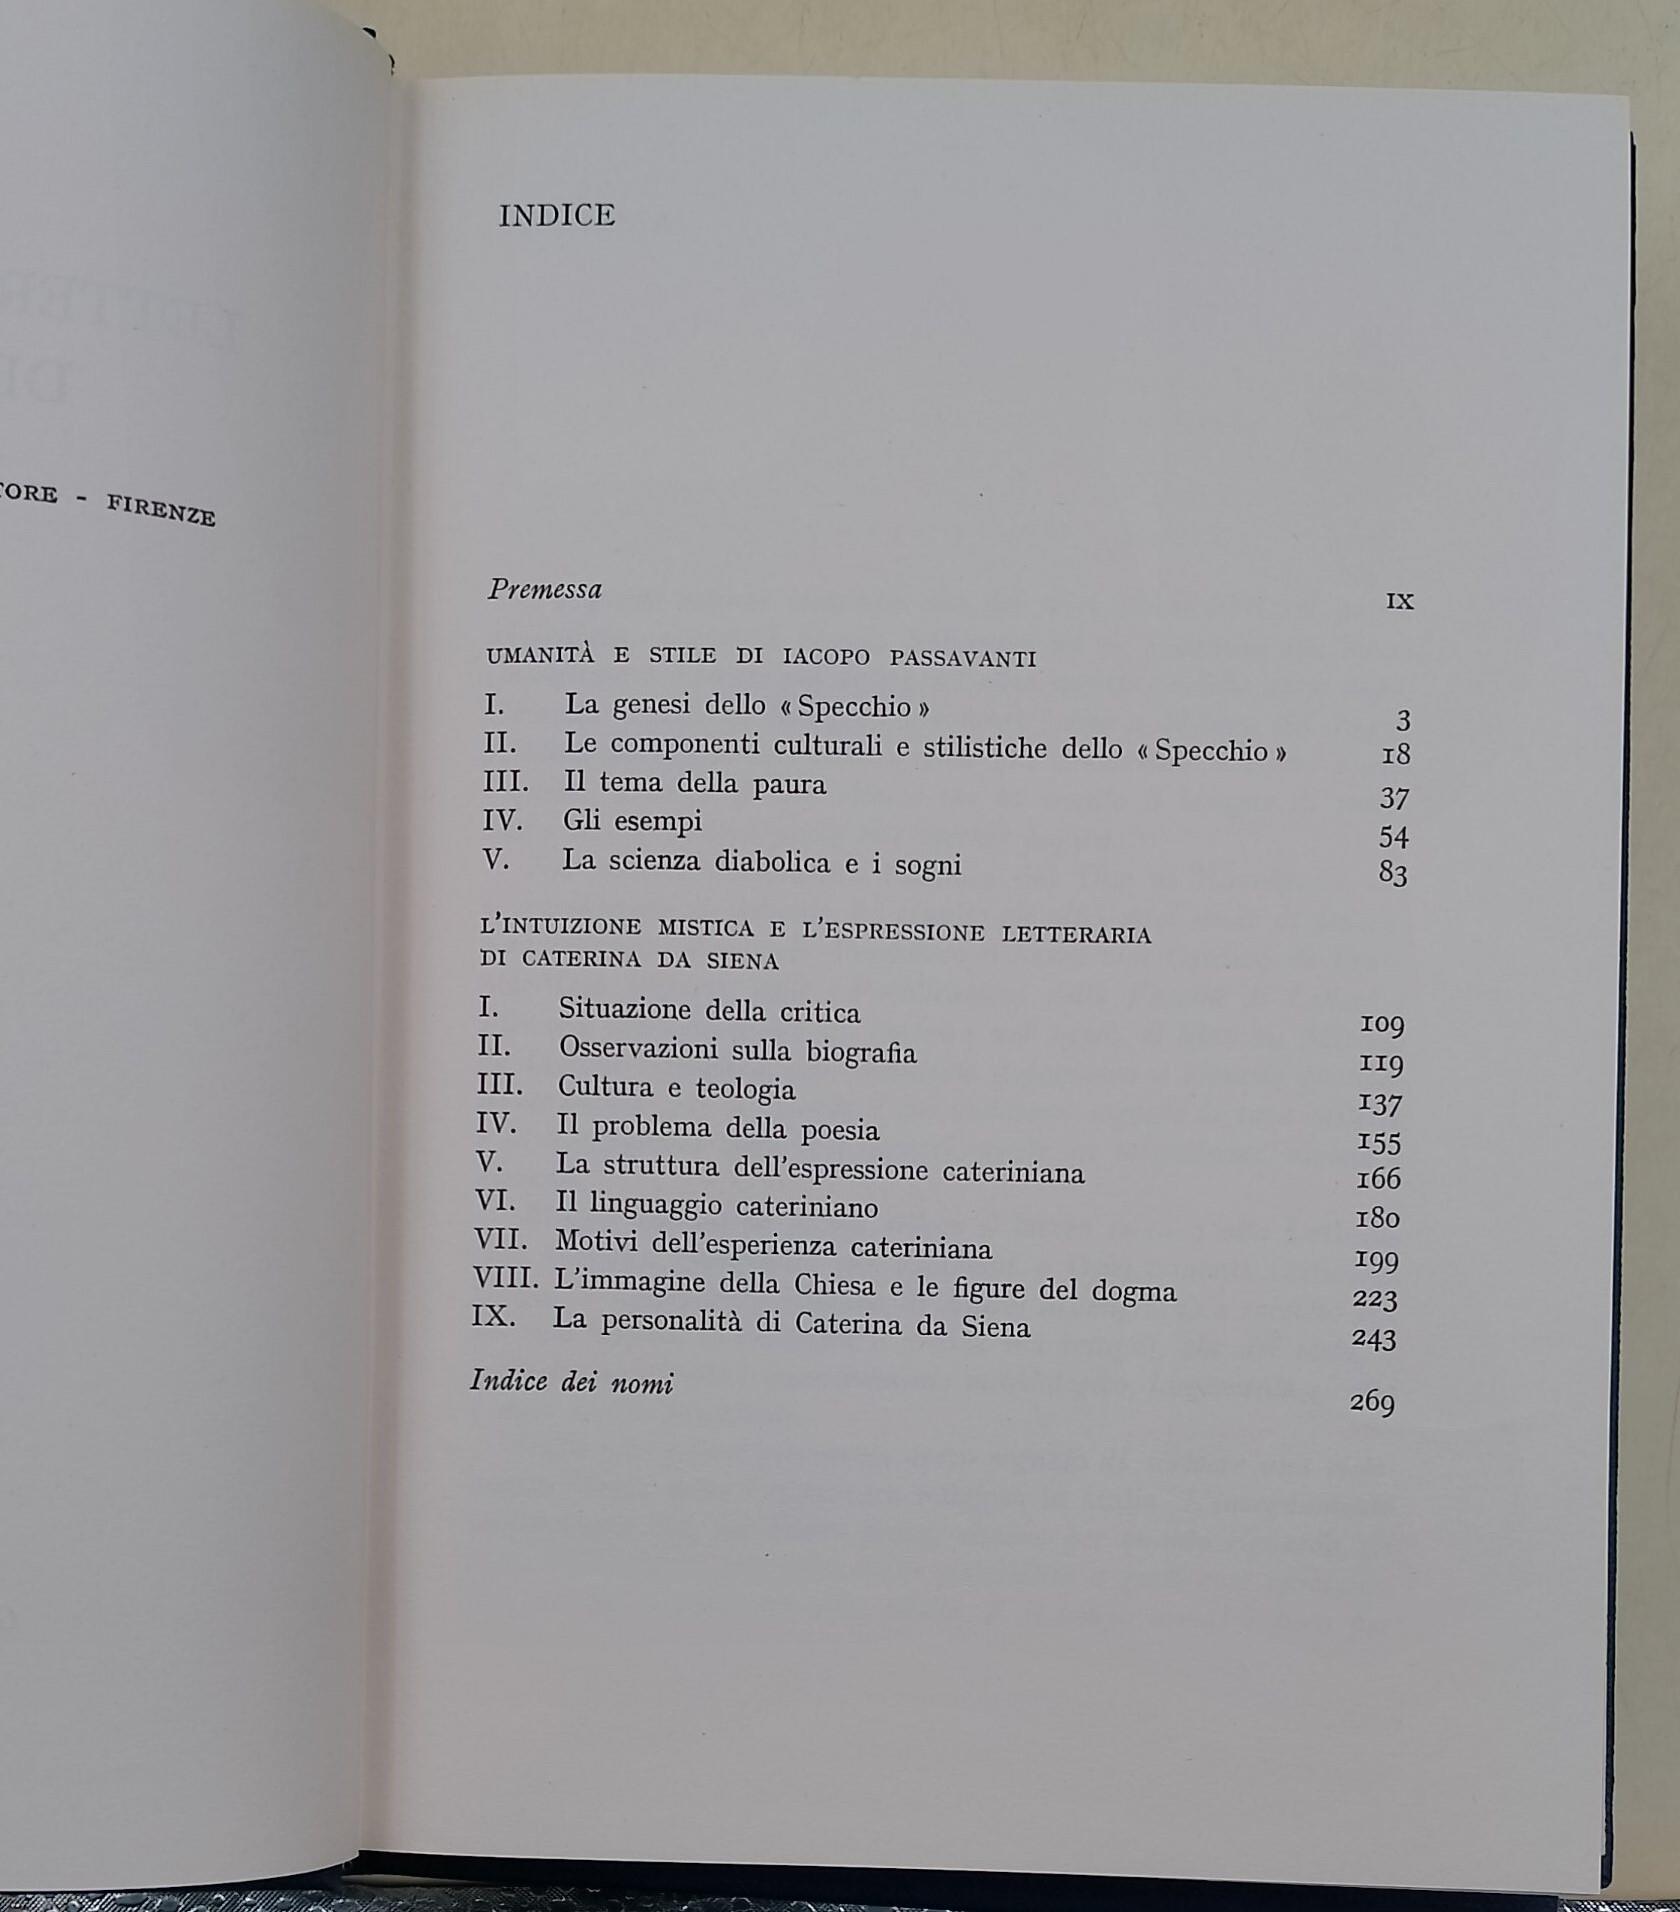 TORE - FIRENZE
INDICE
Premessa IX
UMANITÀ E STILE DI IACOPO PASSAVANTI
I. La genesi dello « Specchio » 3
II. Le componenti culturali e stilistiche dello « Specchio » 18
III. Il tema della paura 37
IV. Gli esempi 54
V. La scienza diabolica e i sogni 83
L'INTUIZIONE MISTICA E L'ESPRESSIONE LETTERARIA
DI CATERINA DA SIENA
I. Situazione della critica 109
II. Osservazioni sulla biografia 119
III. Cultura e teologia 137
IV. Il problema della poesia 155
V. La struttura dell'espressione cateriniana 166
VI. Il linguaggio cateriniano 180
VII. Motivi dell'esperienza cateriniana 199
VIII. L'immagine della Chiesa e le figure del dogma 223
IX. La personalità di Caterina da Siena 243
Indice dei nomi 269